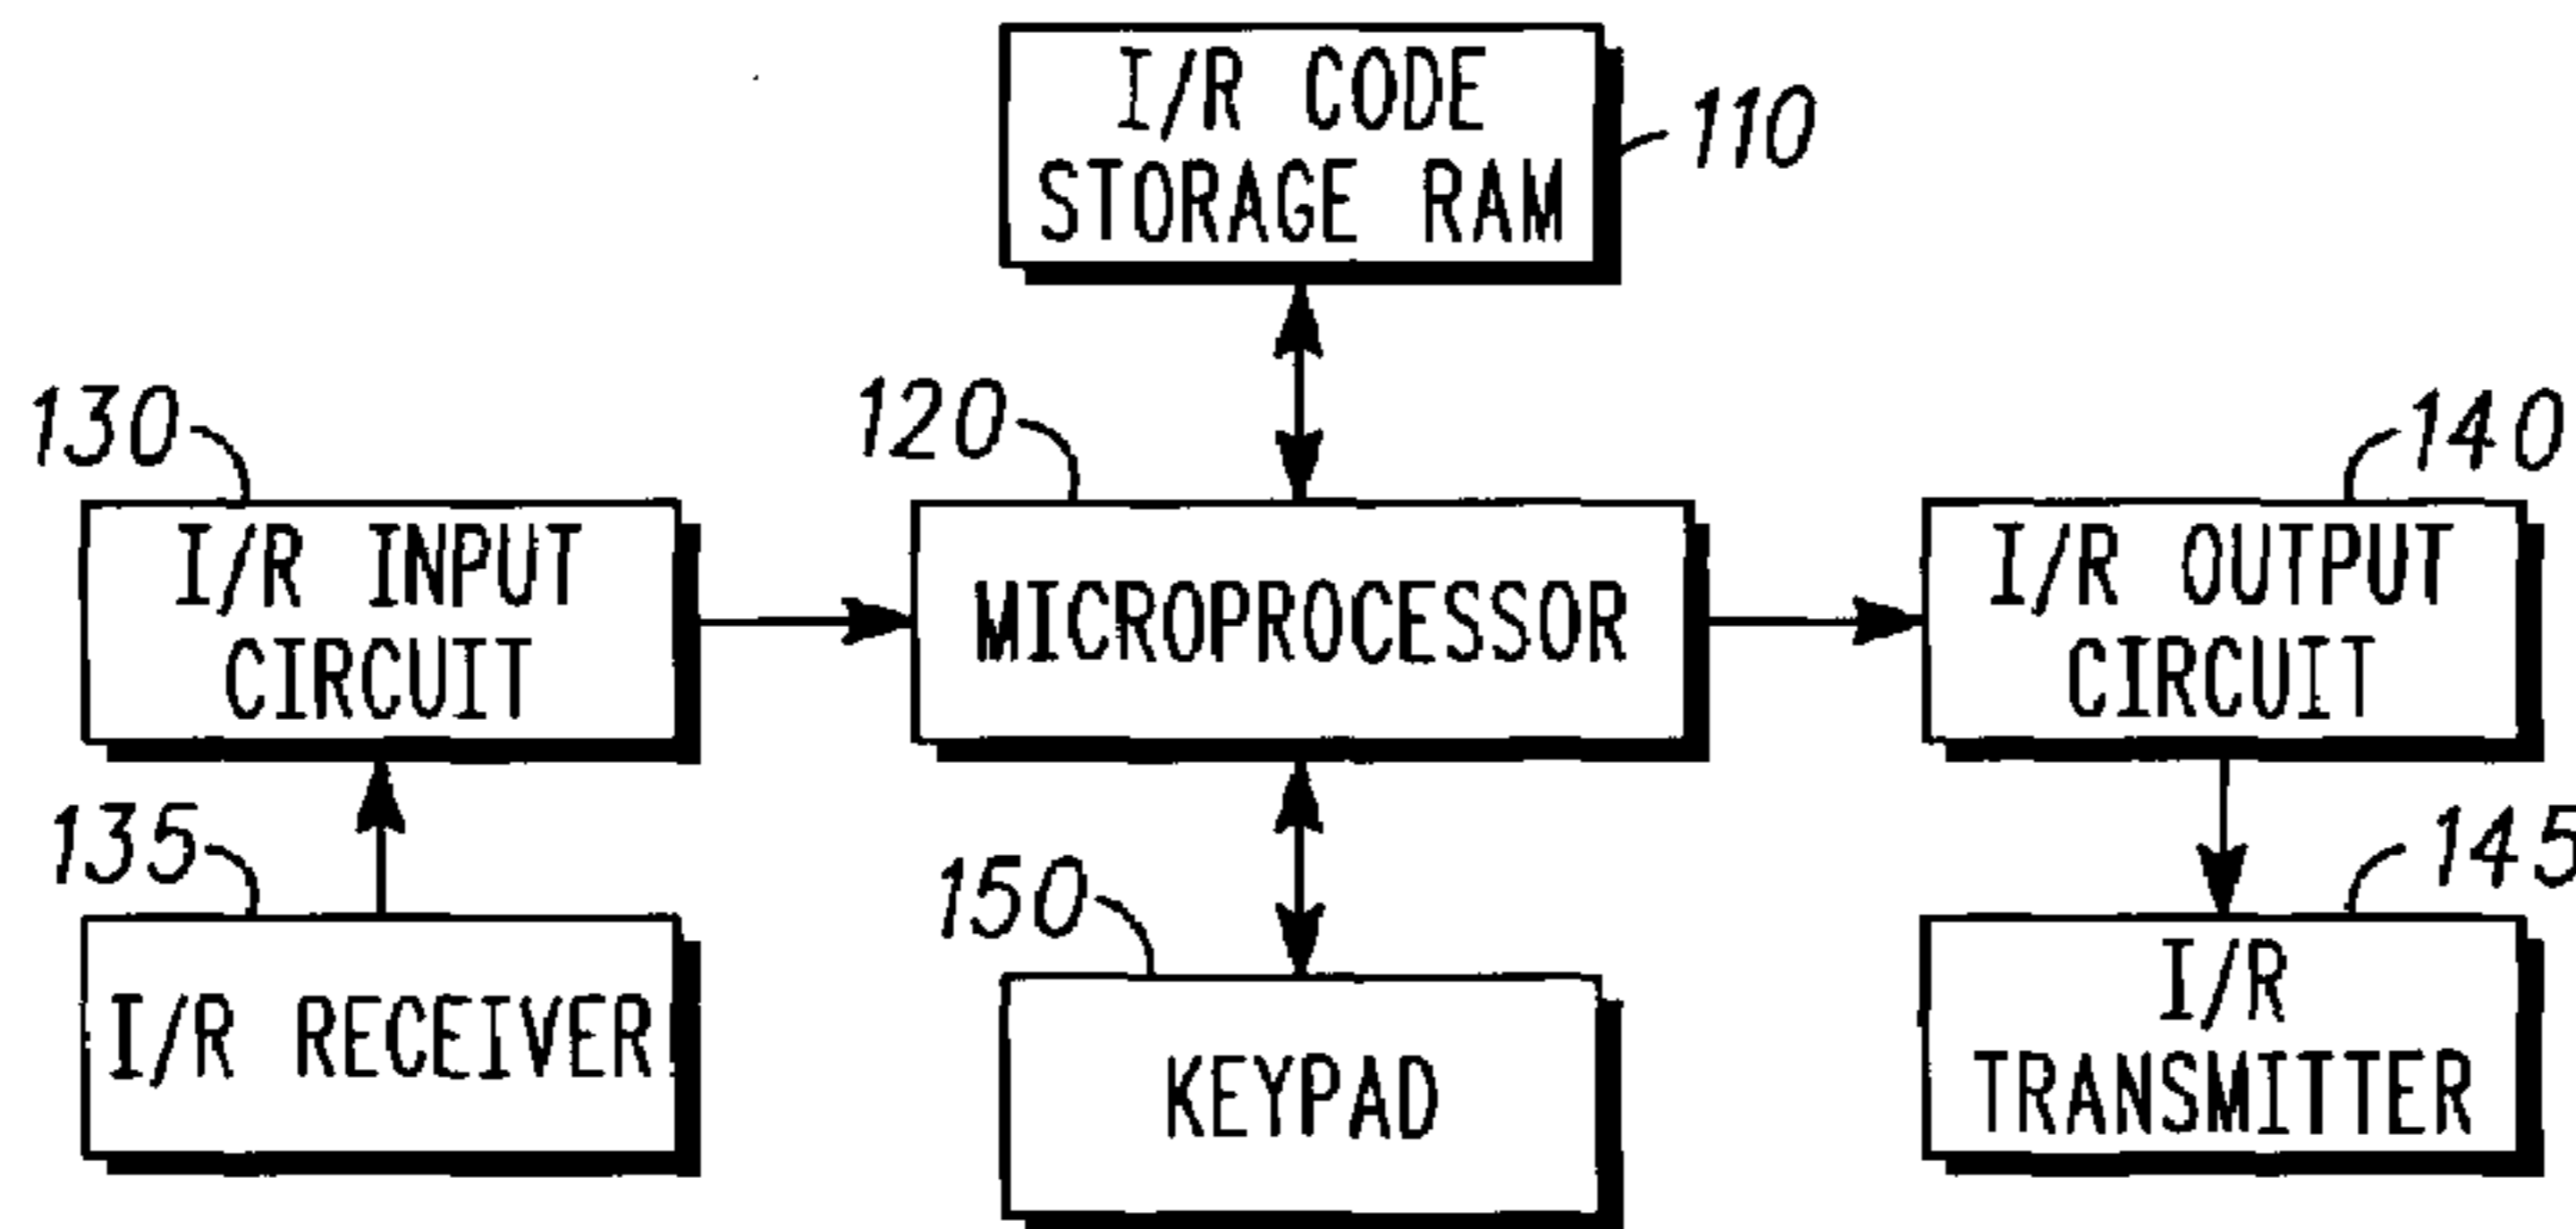 I/R CODE
STORAGE RAM
110
130
120
140
I/R INPUT
CIRCUIT
MICROPROCESSOR
I/R OUTPUT
CIRCUIT
135
150
145
I/R RECEIVER
KEYPAD
I/R
TRANSMITTER